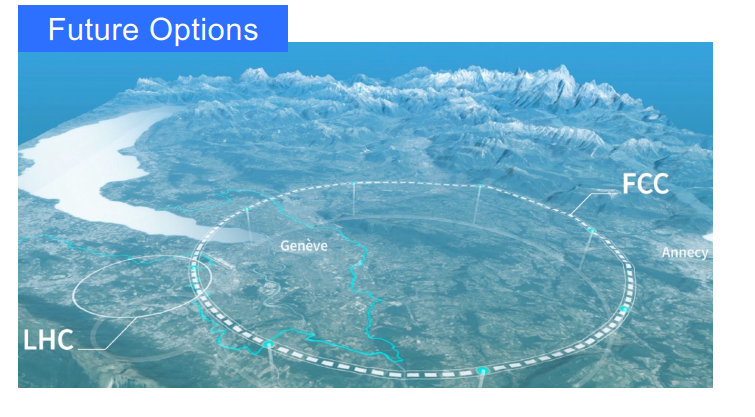 Future Options
FCC
Genève
Annecy
LHC